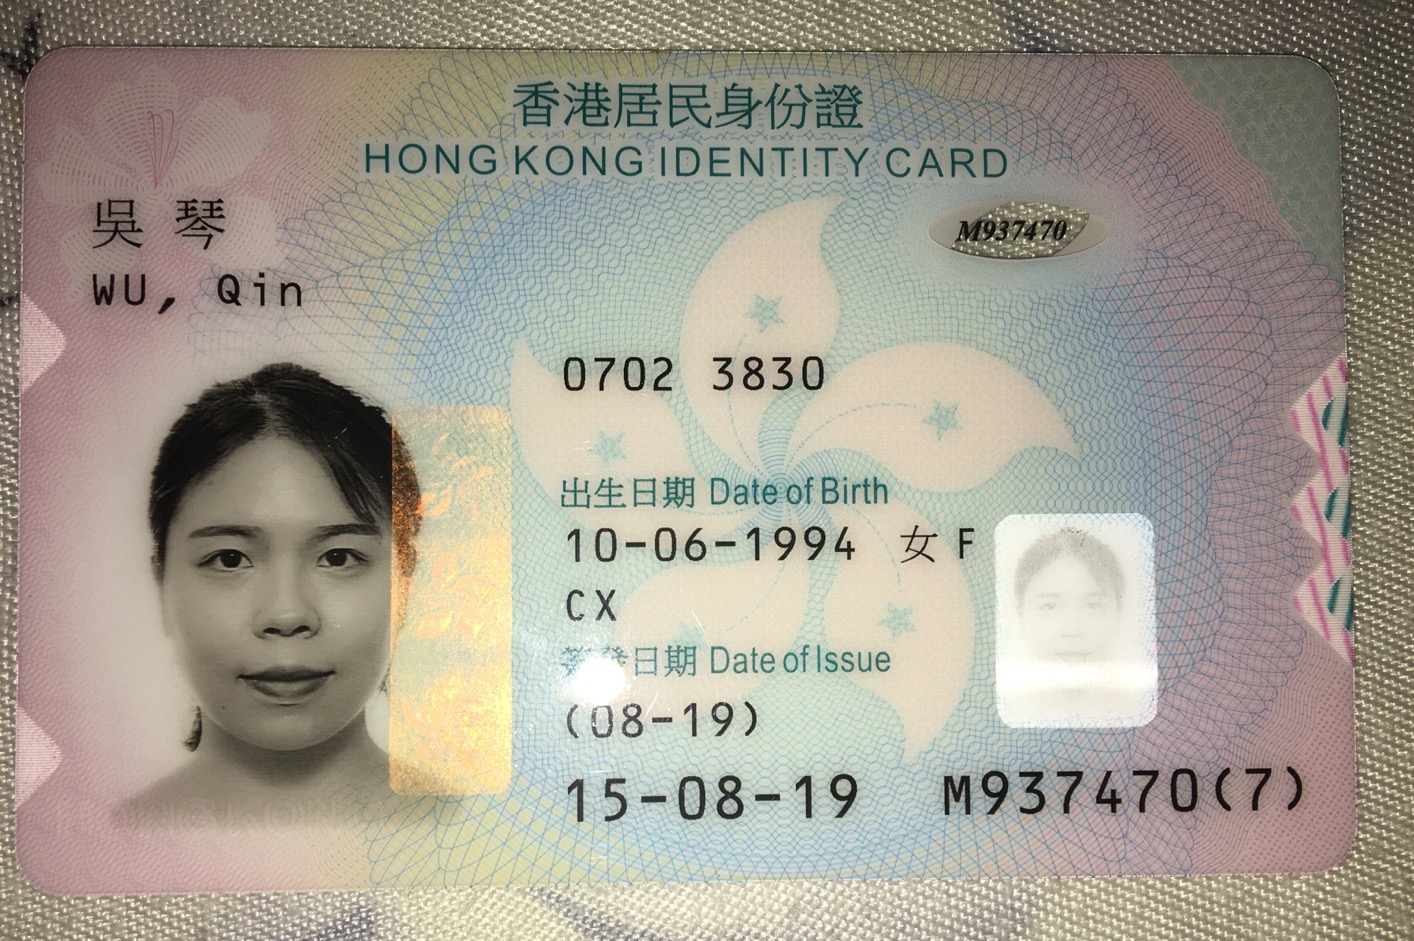 香港居民身份證
HONG KONG IDENTITY CARD
吳 琴
WU, Qin
M937470
0702 3830
出生日期 Date of Birth
10-06-1994 女 F
CX
簽發日期 Date of Issue
(08-19)
15-08-19 M937470(7)